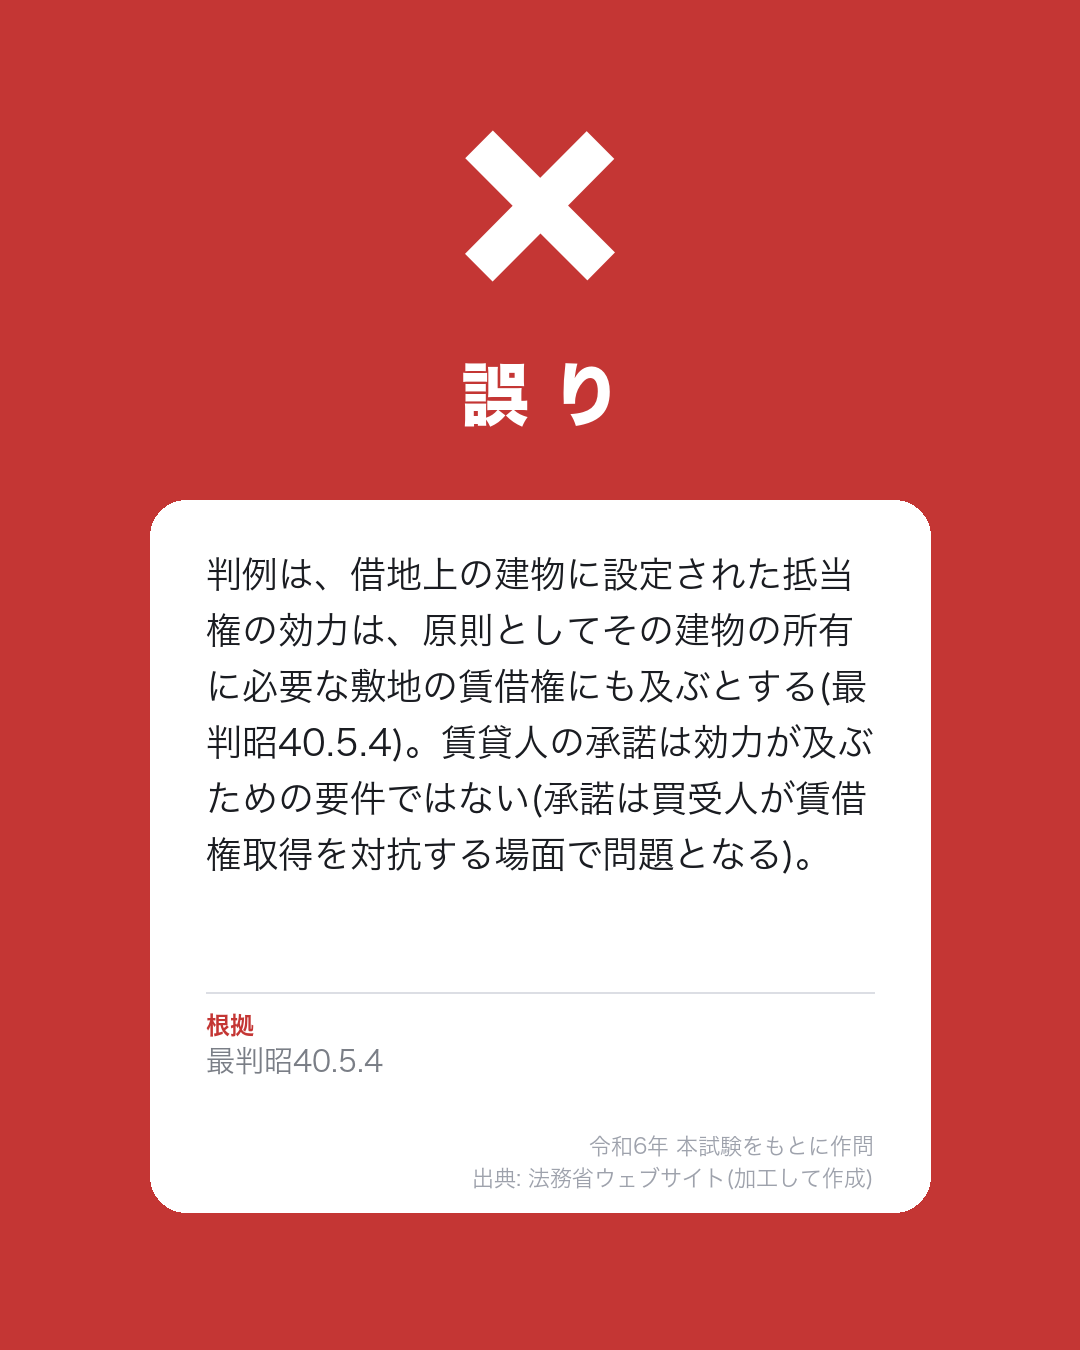 誤り
判例は、借地上の建物に設定された抵当
権の効力は、原則としてその建物の所有
に必要な敷地の賃借権にも及ぶとする(最
判昭40.5.4)。賃貸人の承諾は効力が及ぶ
ための要件ではない(承諾は買受人が賃借
権取得を対抗する場面で問題となる)。
根拠
最判昭40.5.4
令和6年 本試験をもとに作問
出典: 法務省ウェブサイト(加工して作成)